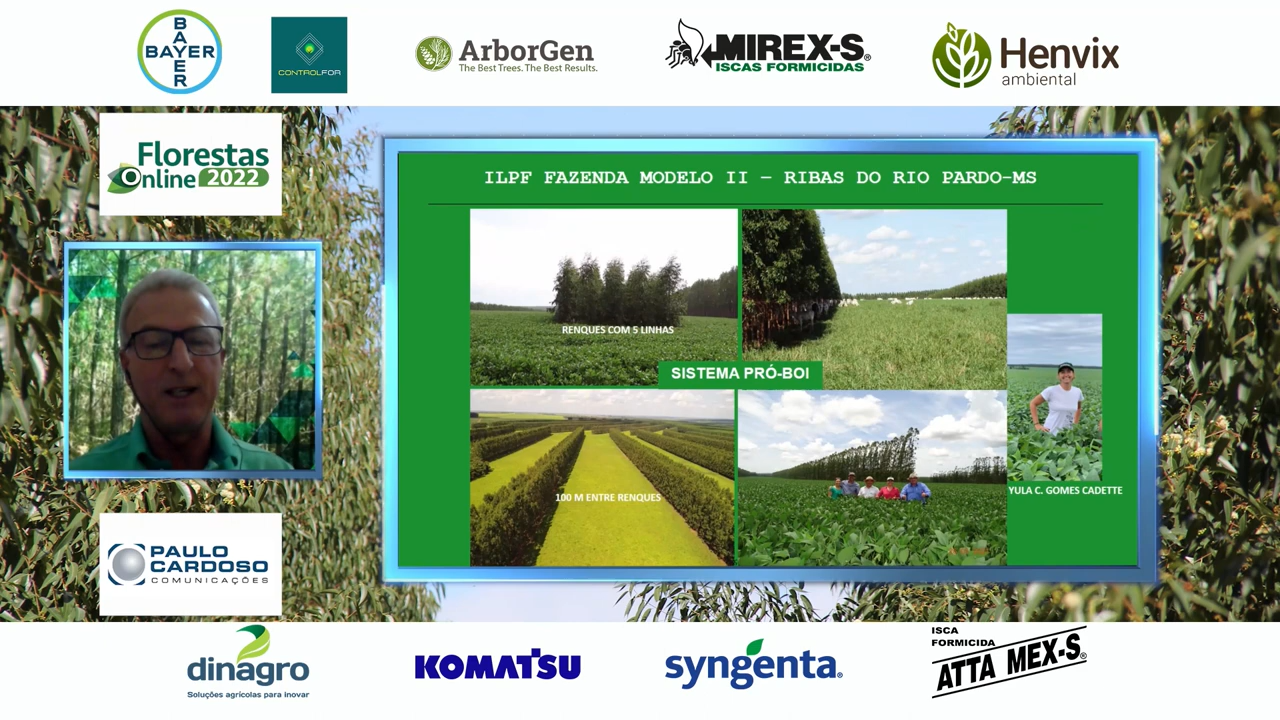 BAYER
BAYER
CONTROLFOR
ArborGen
The Best Trees. The Best Results.
MIREX-S®
ISCAS FORMICIDAS
Henvix
ambiental
Florestas
Online 2022
ILPF FAZENDA MODELO II – RIBAS DO RIO PARDO-MS
RENQUES COM 5 LINHAS
SISTEMA PRÓ-BOI
100 M ENTRE RENQUES
YULA C. GOMES CADETTE
PAULO
CARDOSO
COMUNICAÇÕES
dinagro
Soluções agrícolas para inovar
KOMATSU
syngenta®
ISCA
FORMICIDA
ATTA MEX-S®